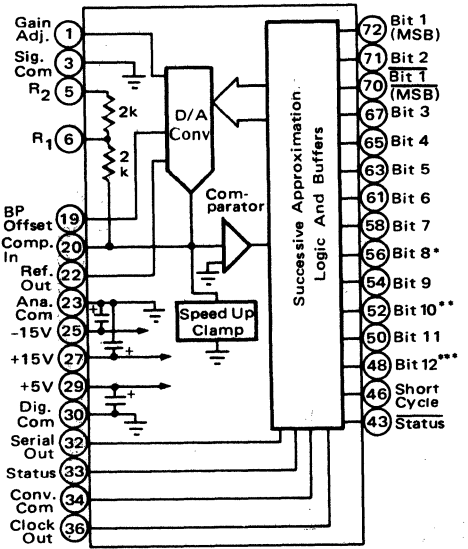 Gain
Adj. 1
Sig.
Com 3
R2 5
R1 6
BP
Offset 19
Comp.
In 20
Ref.
Out 22
Ana.
Com 23
-15V 25
+15V 27
+5V 29
Dig.
Com 30
Serial
Out 32
Status 33
Conv.
Com 34
Clock
Out 36
2k
2
k
D/A
Conv
Com-
parator
Speed Up
Clamp
+
+
+
Successive Approximation
Logic And Buffers
72 Bit 1
(MSB)
71 Bit 2
70 Bit 1
(MSB)
67 Bit 3
65 Bit 4
63 Bit 5
61 Bit 6
58 Bit 7
56 Bit 8*
54 Bit 9
52 Bit 10**
50 Bit 11
48 Bit 12***
46 Short
Cycle
43 Status